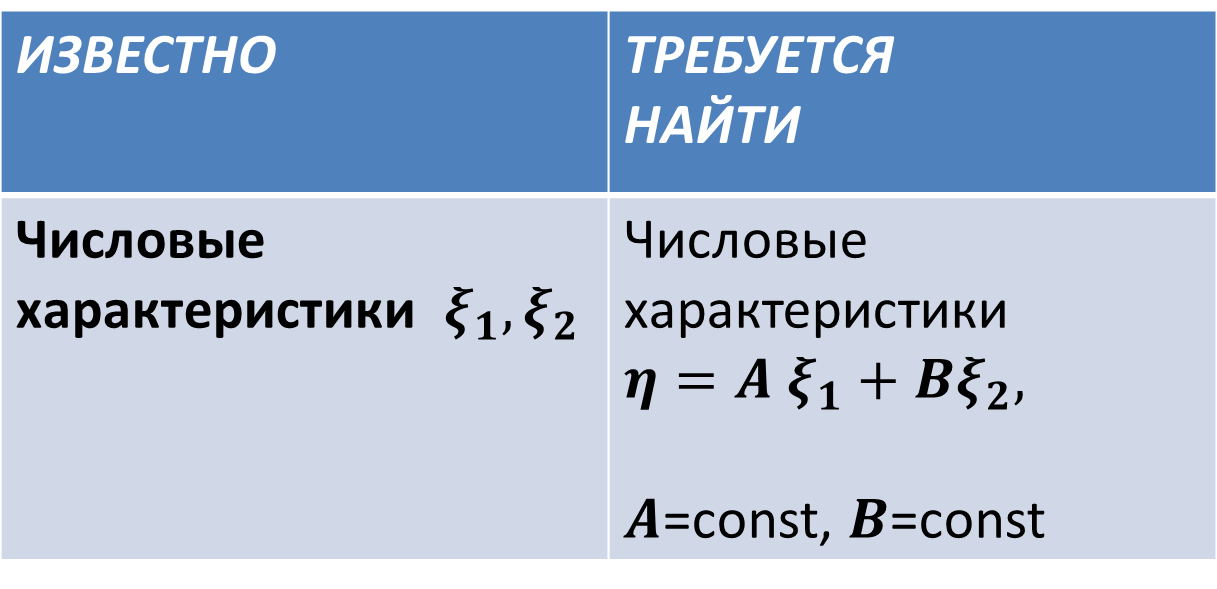 ИЗВЕСТНО
ТРЕБУЕТСЯ
НАЙТИ
Числовые
характеристики ξ₁, ξ₂
Числовые
характеристики
η = A ξ₁ + Bξ₂,
A=const, B=const